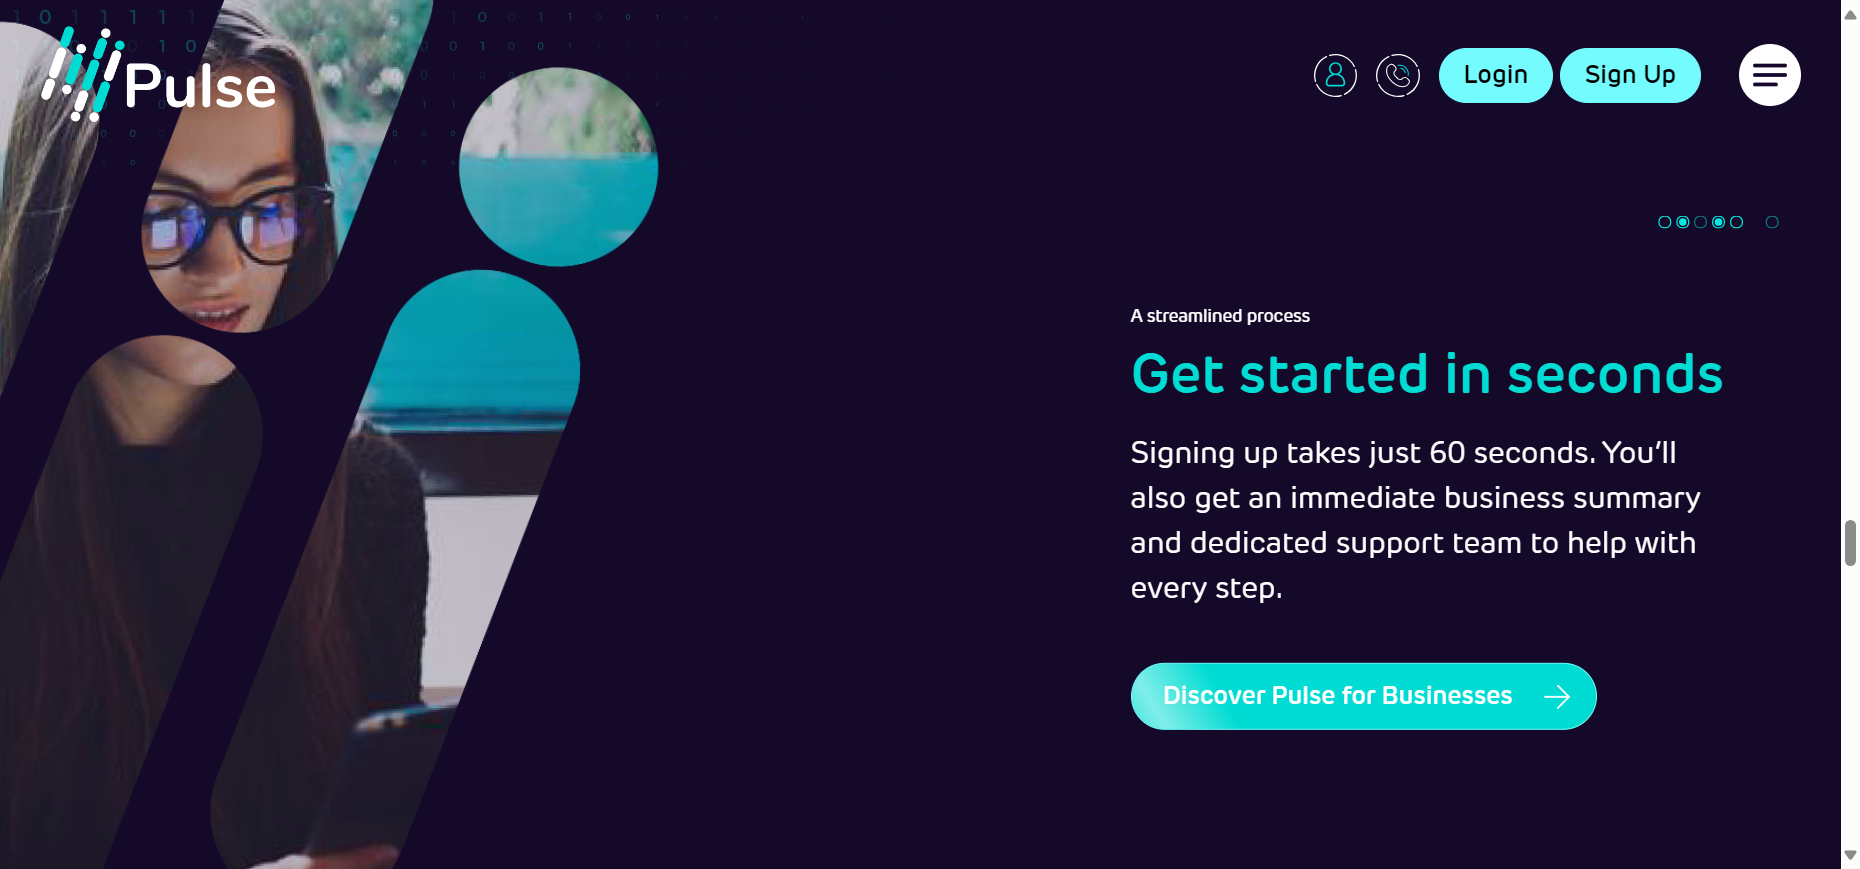 Pulse
Login
Sign Up
A streamlined process
Get started in seconds
Signing up takes just 60 seconds. You’ll
also get an immediate business summary
and dedicated support team to help with
every step.
Discover Pulse for Businesses